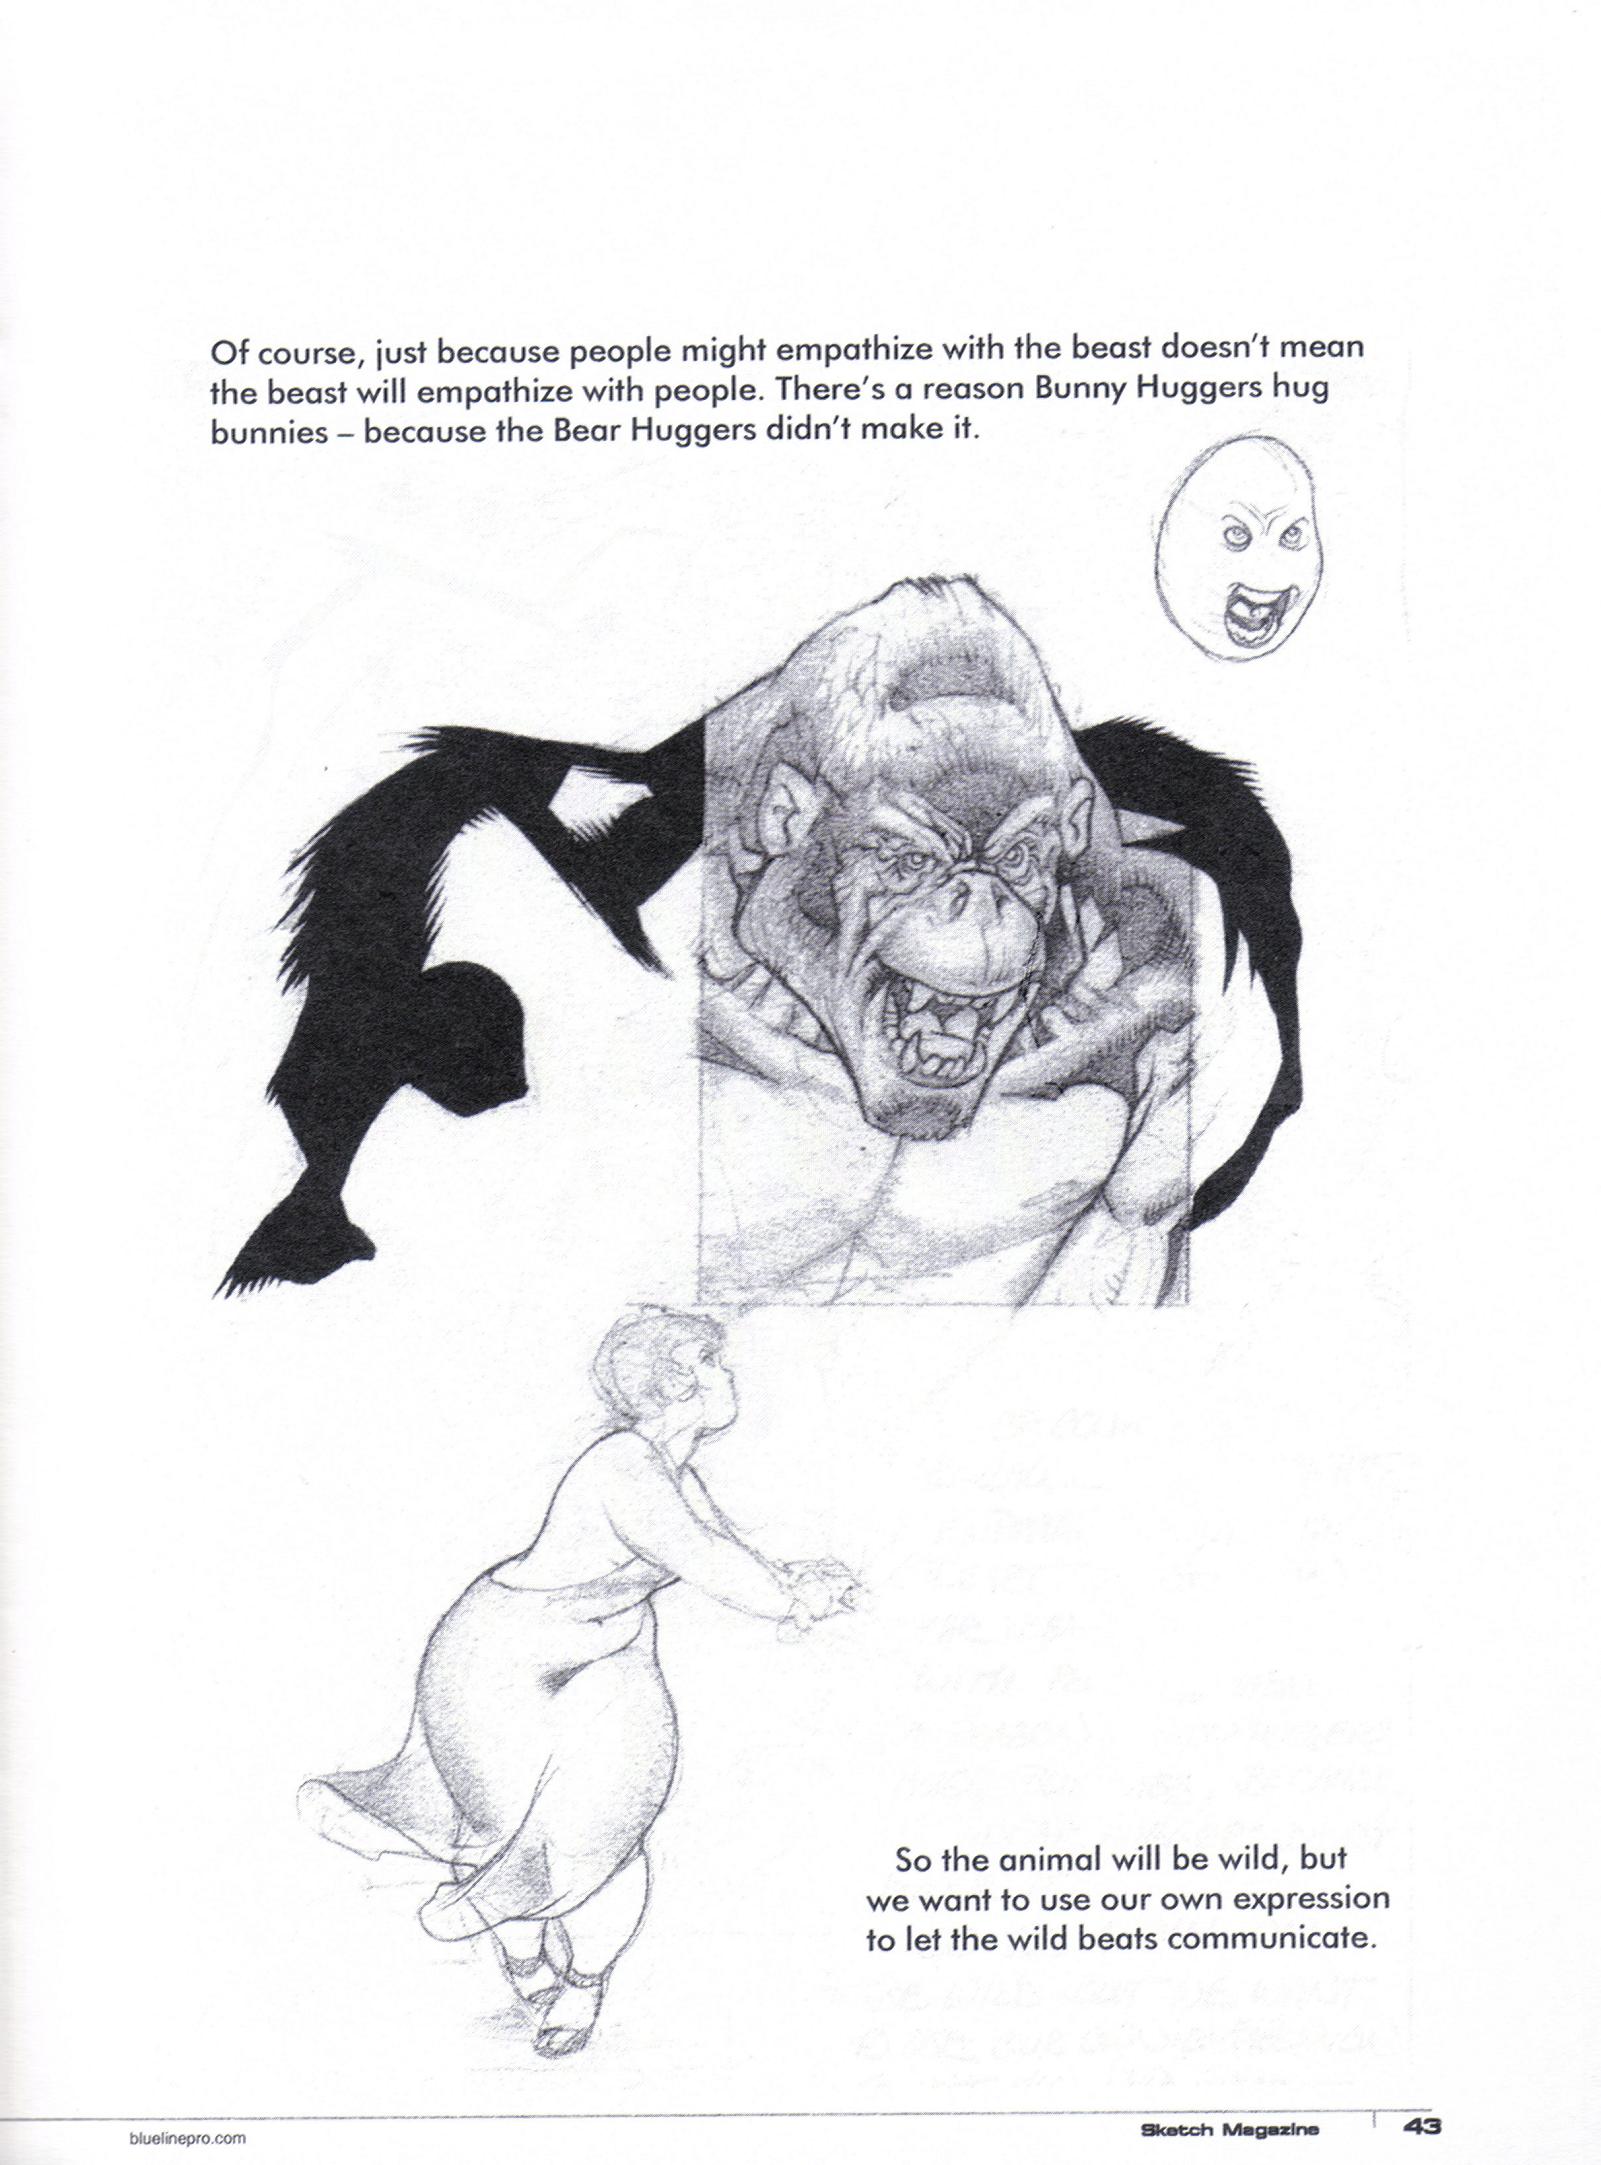 Of course, just because people might empathize with the beast doesn't mean
the beast will empathize with people. There's a reason Bunny Huggers hug
bunnies – because the Bear Huggers didn't make it.
So the animal will be wild, but
we want to use our own expression
to let the wild beats communicate.
bluelinepro.com
Sketch Magazine
43